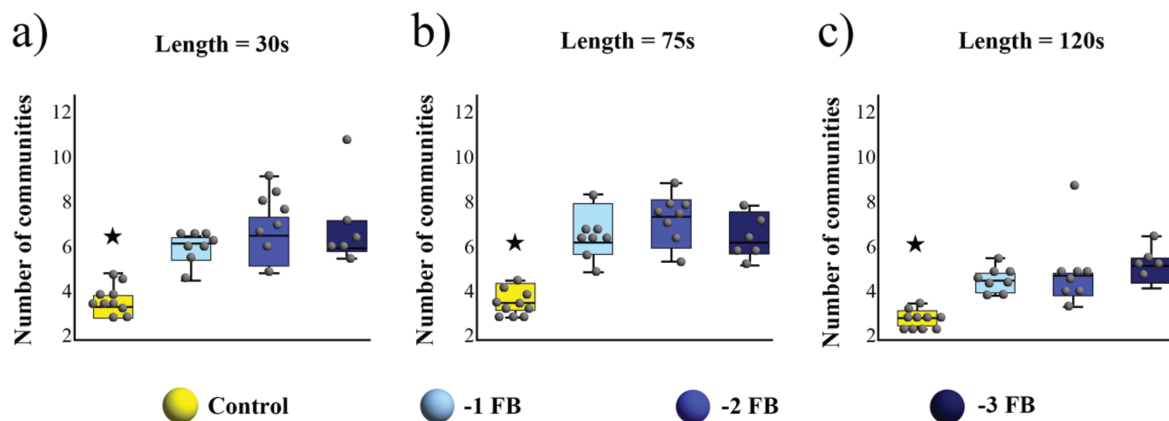 a)
Length = 30s
Number of communities
12
10
8
6
4
2
b)
Length = 75s
Number of communities
12
10
8
6
4
2
c)
Length = 120s
Number of communities
12
10
8
6
4
2
Control
-1 FB
-2 FB
-3 FB